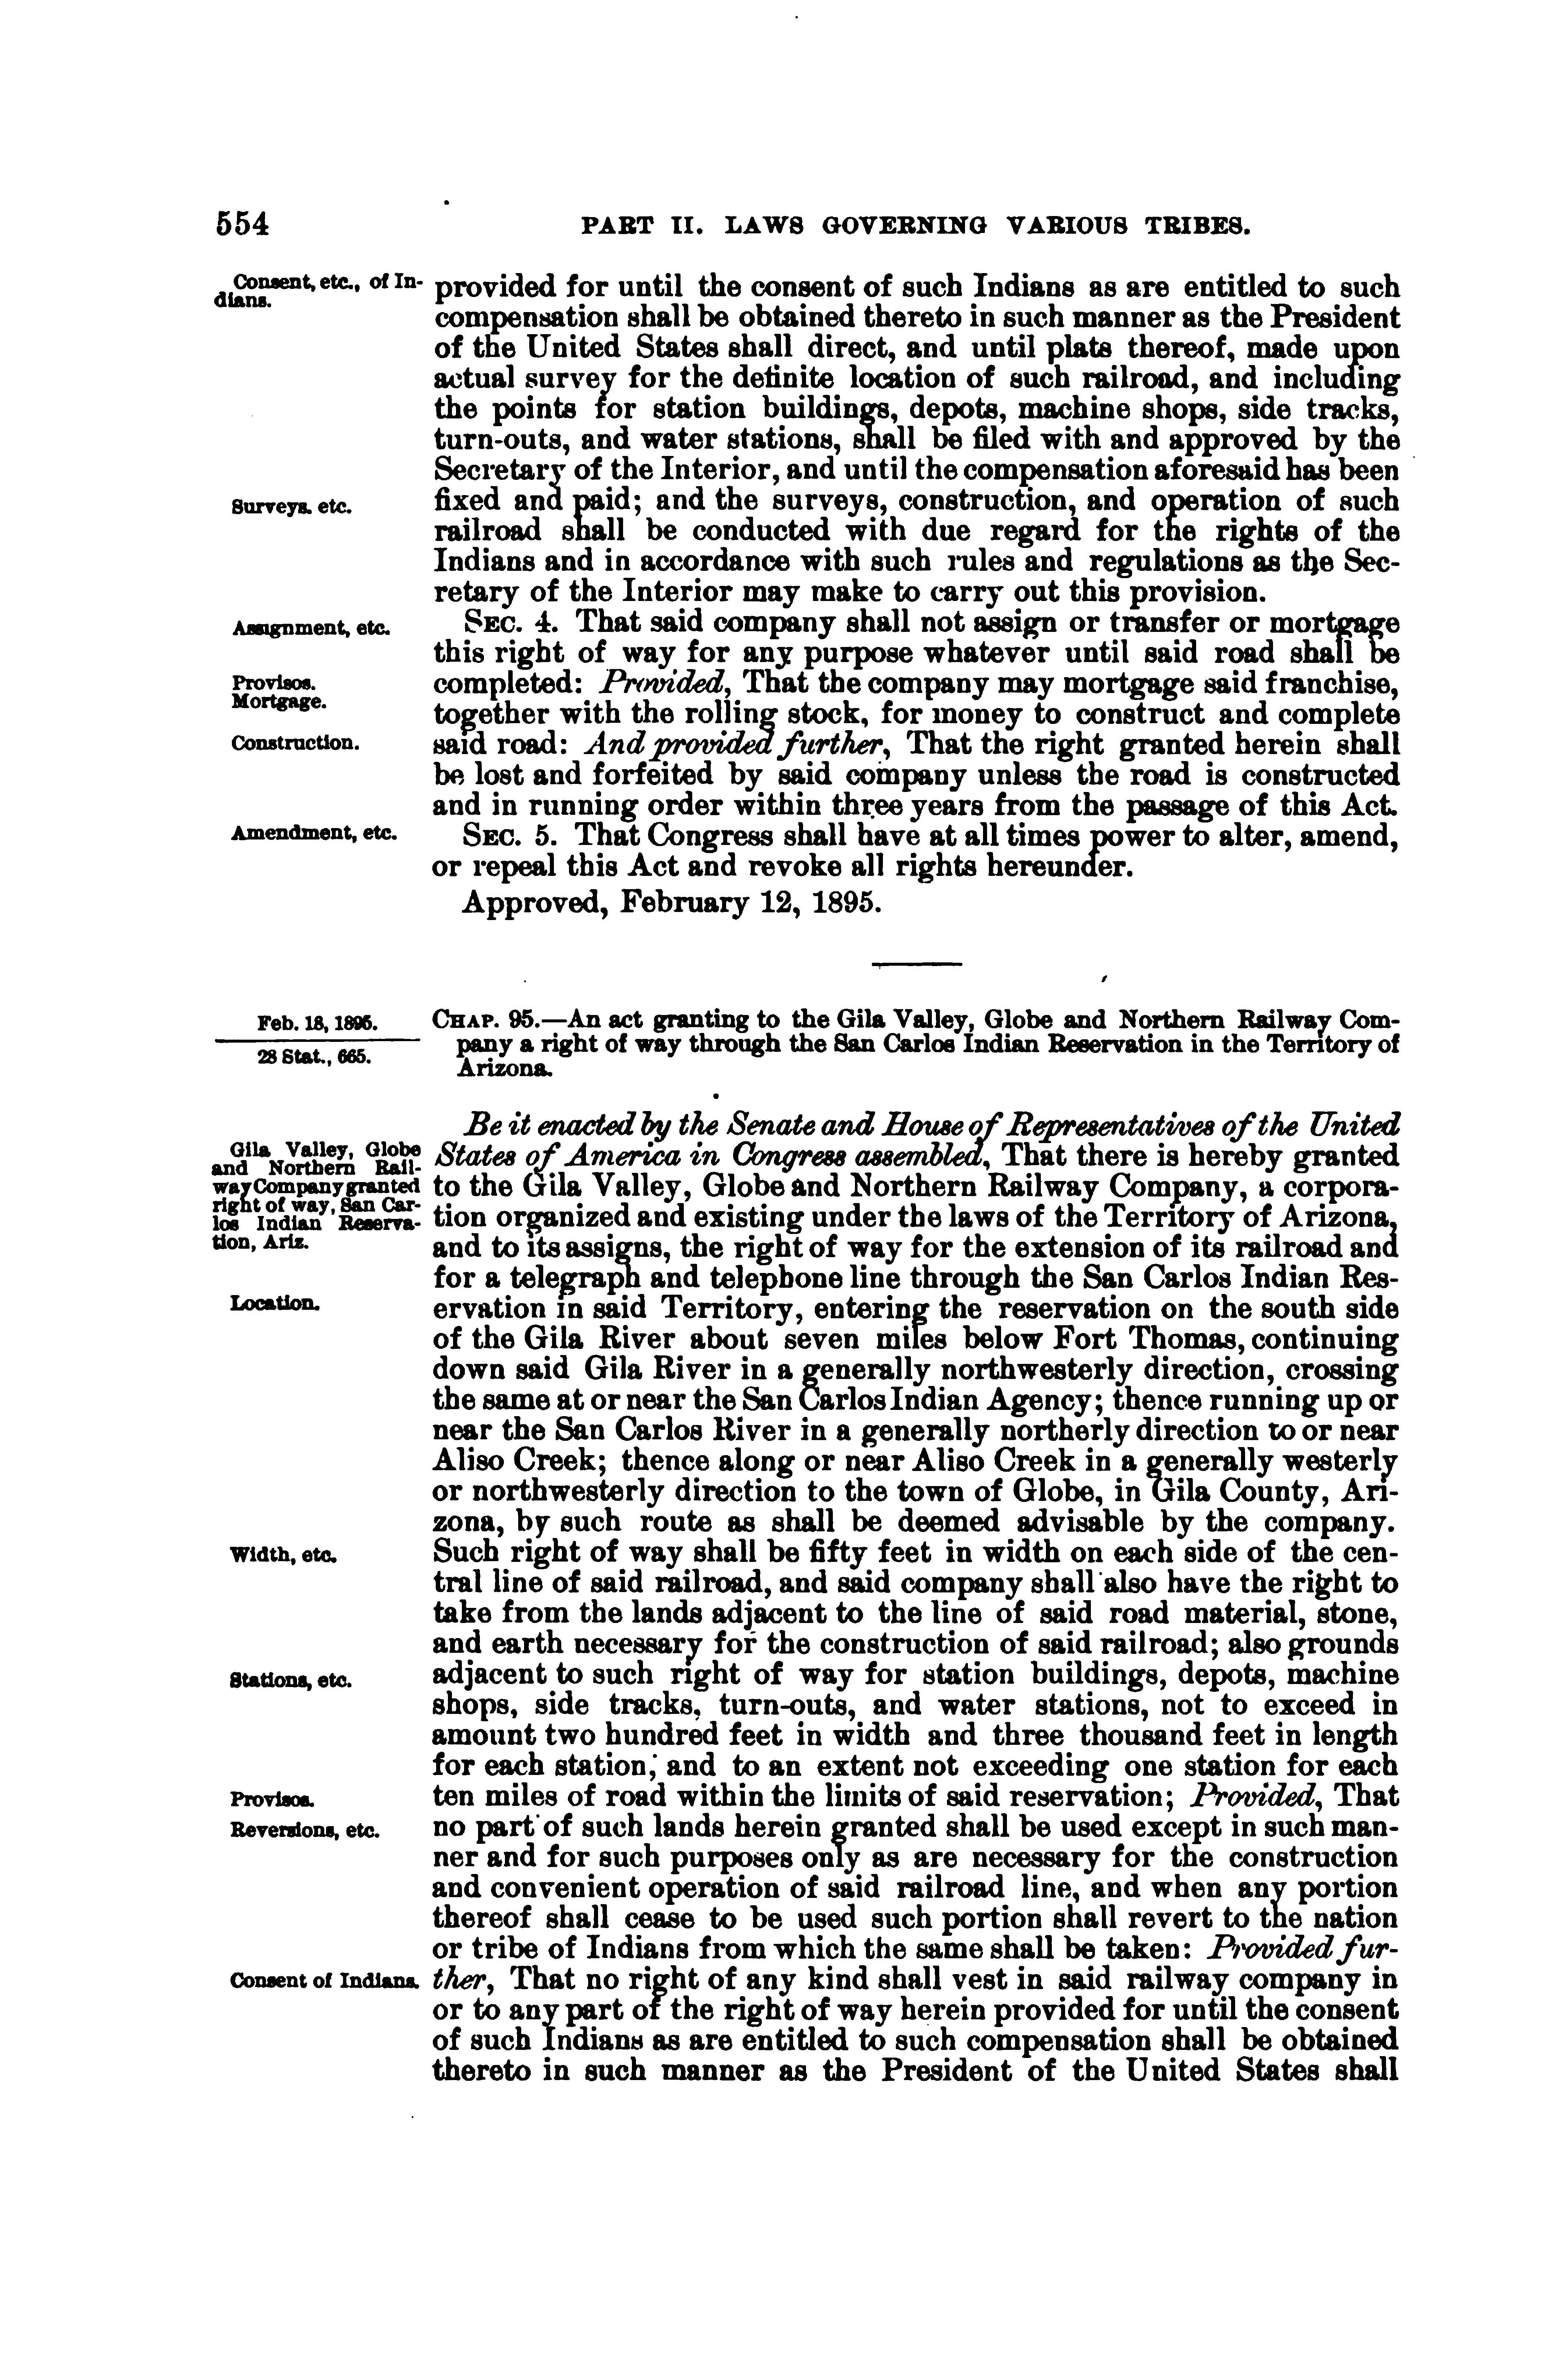 554
PART II. LAWS GOVERNING VARIOUS TRIBES.
Consent, etc., of In-
dians.
provided for until the consent of such Indians as are entitled to such
compensation shall be obtained thereto in such manner as the President
of the United States shall direct, and until plats thereof, made upon
actual survey for the definite location of such railroad, and including
the points for station buildings, depots, machine shops, side tracks,
turn-outs, and water stations, shall be filed with and approved by the
Secretary of the Interior, and until the compensation aforesaid has been
Surveys, etc.
fixed and paid; and the surveys, construction, and operation of such
railroad shall be conducted with due regard for the rights of the
Indians and in accordance with such rules and regulations as the Sec-
retary of the Interior may make to carry out this provision.
Assignment, etc.
SEC. 4. That said company shall not assign or transfer or mortgage
this right of way for any purpose whatever until said road shall be
Provisos.
Mortgage.
completed: Provided, That the company may mortgage said franchise,
together with the rolling stock, for money to construct and complete
Construction.
said road: And provided further, That the right granted herein shall
be lost and forfeited by said company unless the road is constructed
and in running order within three years from the passage of this Act.
Amendment, etc.
SEC. 5. That Congress shall have at all times power to alter, amend,
or repeal this Act and revoke all rights hereunder.
Approved, February 12, 1895.
Feb. 18, 1895.
28 Stat., 665.
CHAP. 95.—An act granting to the Gila Valley, Globe and Northern Railway Com-
pany a right of way through the San Carlos Indian Reservation in the Territory of
Arizona.
Be it enacted by the Senate and House of Representatives of the United
Gila Valley, Globe
and Northern Rail-
way Company granted
right of way, San Car-
los Indian Reserva-
tion, Ariz.
States of America in Congress assembled, That there is hereby granted
to the Gila Valley, Globe and Northern Railway Company, a corpora-
tion organized and existing under the laws of the Territory of Arizona,
and to its assigns, the right of way for the extension of its railroad and
for a telegraph and telephone line through the San Carlos Indian Res-
Location.
ervation in said Territory, entering the reservation on the south side
of the Gila River about seven miles below Fort Thomas, continuing
down said Gila River in a generally northwesterly direction, crossing
the same at or near the San Carlos Indian Agency; thence running up or
near the San Carlos River in a generally northerly direction to or near
Aliso Creek; thence along or near Aliso Creek in a generally westerly
or northwesterly direction to the town of Globe, in Gila County, Ari-
zona, by such route as shall be deemed advisable by the company.
Width, etc.
Such right of way shall be fifty feet in width on each side of the cen-
tral line of said railroad, and said company shall also have the right to
take from the lands adjacent to the line of said road material, stone,
and earth necessary for the construction of said railroad; also grounds
Stations, etc.
adjacent to such right of way for station buildings, depots, machine
shops, side tracks, turn-outs, and water stations, not to exceed in
amount two hundred feet in width and three thousand feet in length
for each station; and to an extent not exceeding one station for each
Provisos.
ten miles of road within the limits of said reservation; Provided, That
Reversions, etc.
no part of such lands herein granted shall be used except in such man-
ner and for such purposes only as are necessary for the construction
and convenient operation of said railroad line, and when any portion
thereof shall cease to be used such portion shall revert to the nation
or tribe of Indians from which the same shall be taken: Provided fur-
Consent of Indians.
ther, That no right of any kind shall vest in said railway company in
or to any part of the right of way herein provided for until the consent
of such Indians as are entitled to such compensation shall be obtained
thereto in such manner as the President of the United States shall